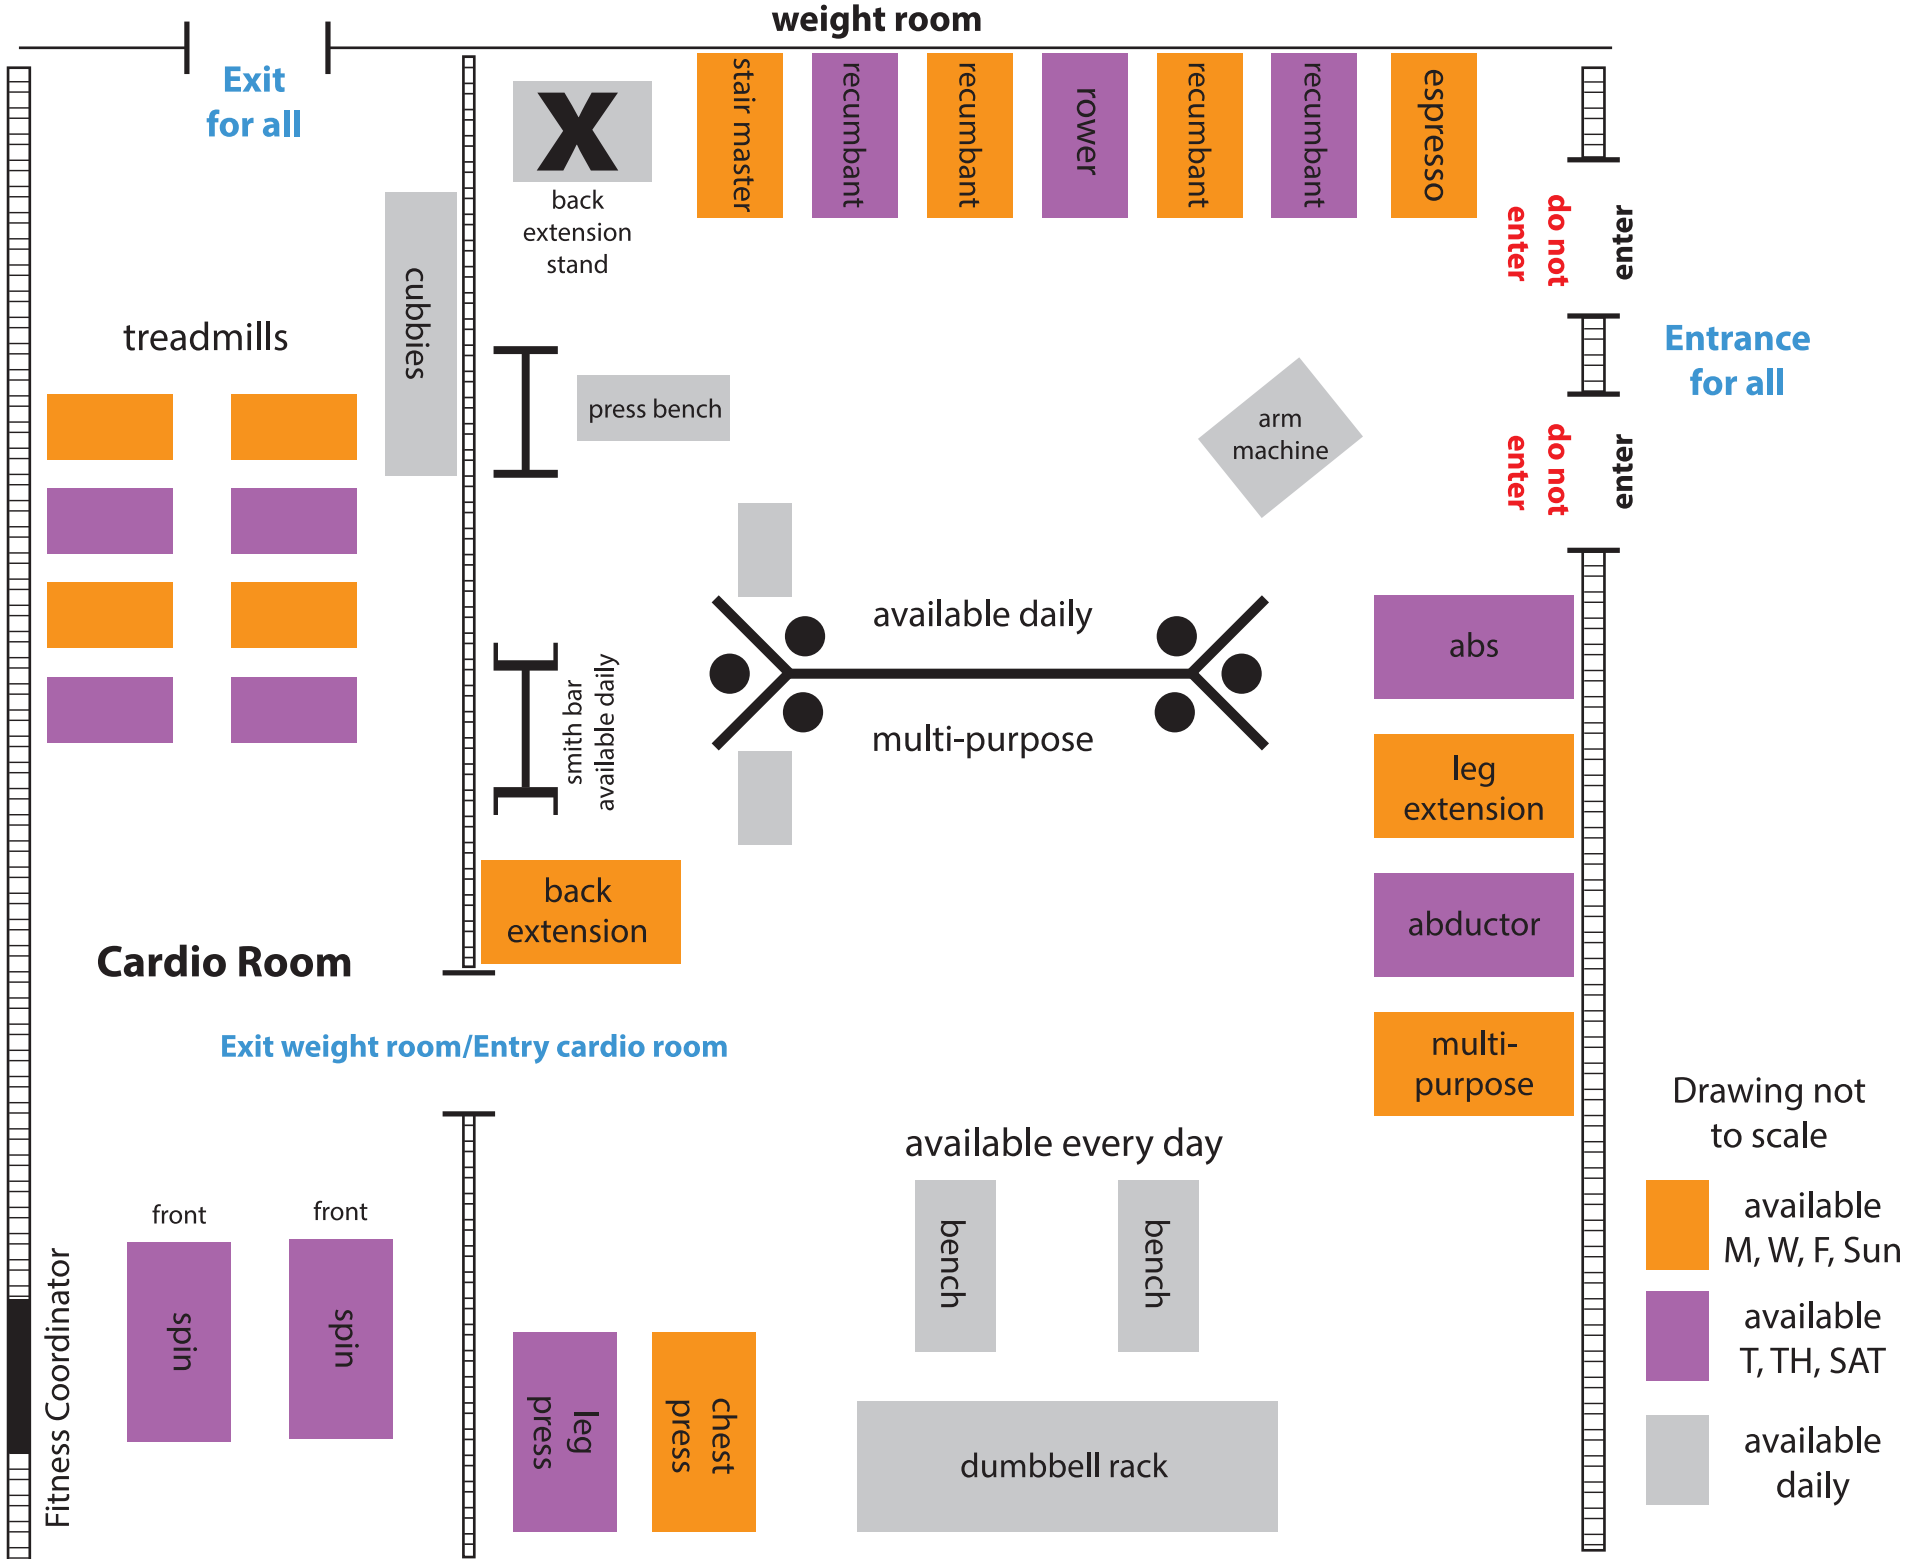 weight room
Exit
for all
X
back
extension
stand
stair master
recumbant
recumbant
rower
recumbant
recumbant
espresso
do not
enter
enter
cubbies
treadmills
press bench
arm
machine
Entrance
for all
do not
enter
enter
available daily
multi-purpose
smith bar
available daily
abs
leg
extension
abductor
multi-
purpose
back
extension
Cardio Room
Exit weight room/Entry cardio room
available every day
bench
bench
dumbbell rack
front
front
spin
spin
Fitness Coordinator
leg
press
chest
press
Drawing not
to scale
available
M, W, F, Sun
available
T, TH, SAT
available
daily